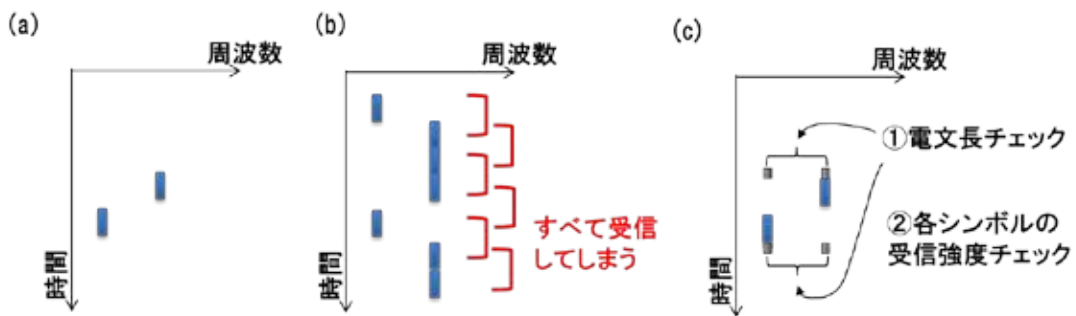 (a)
周波数
時間
(b)
周波数
時間
すべて受信
してしまう
(c)
周波数
時間
①電文長チェック
②各シンボルの
受信強度チェック